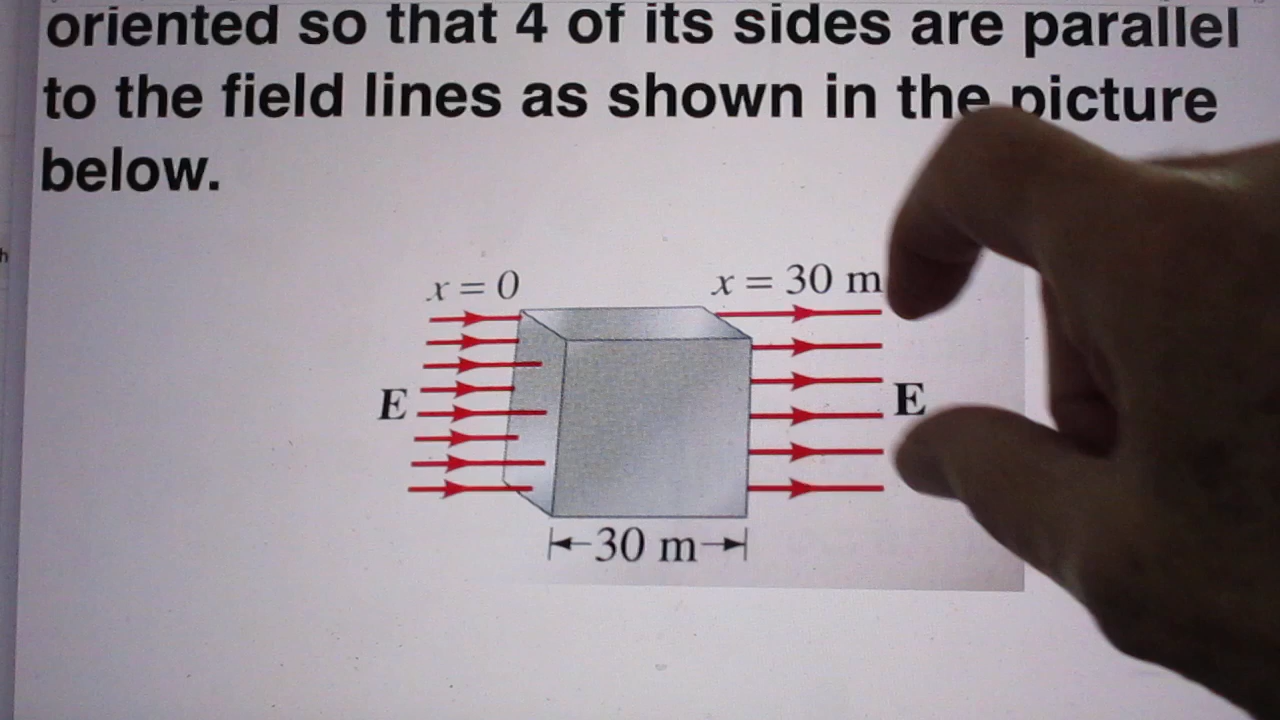 oriented so that 4 of its sides are parallel
to the field lines as shown in the picture
below.
x = 0
x = 30 m
E
E
30 m